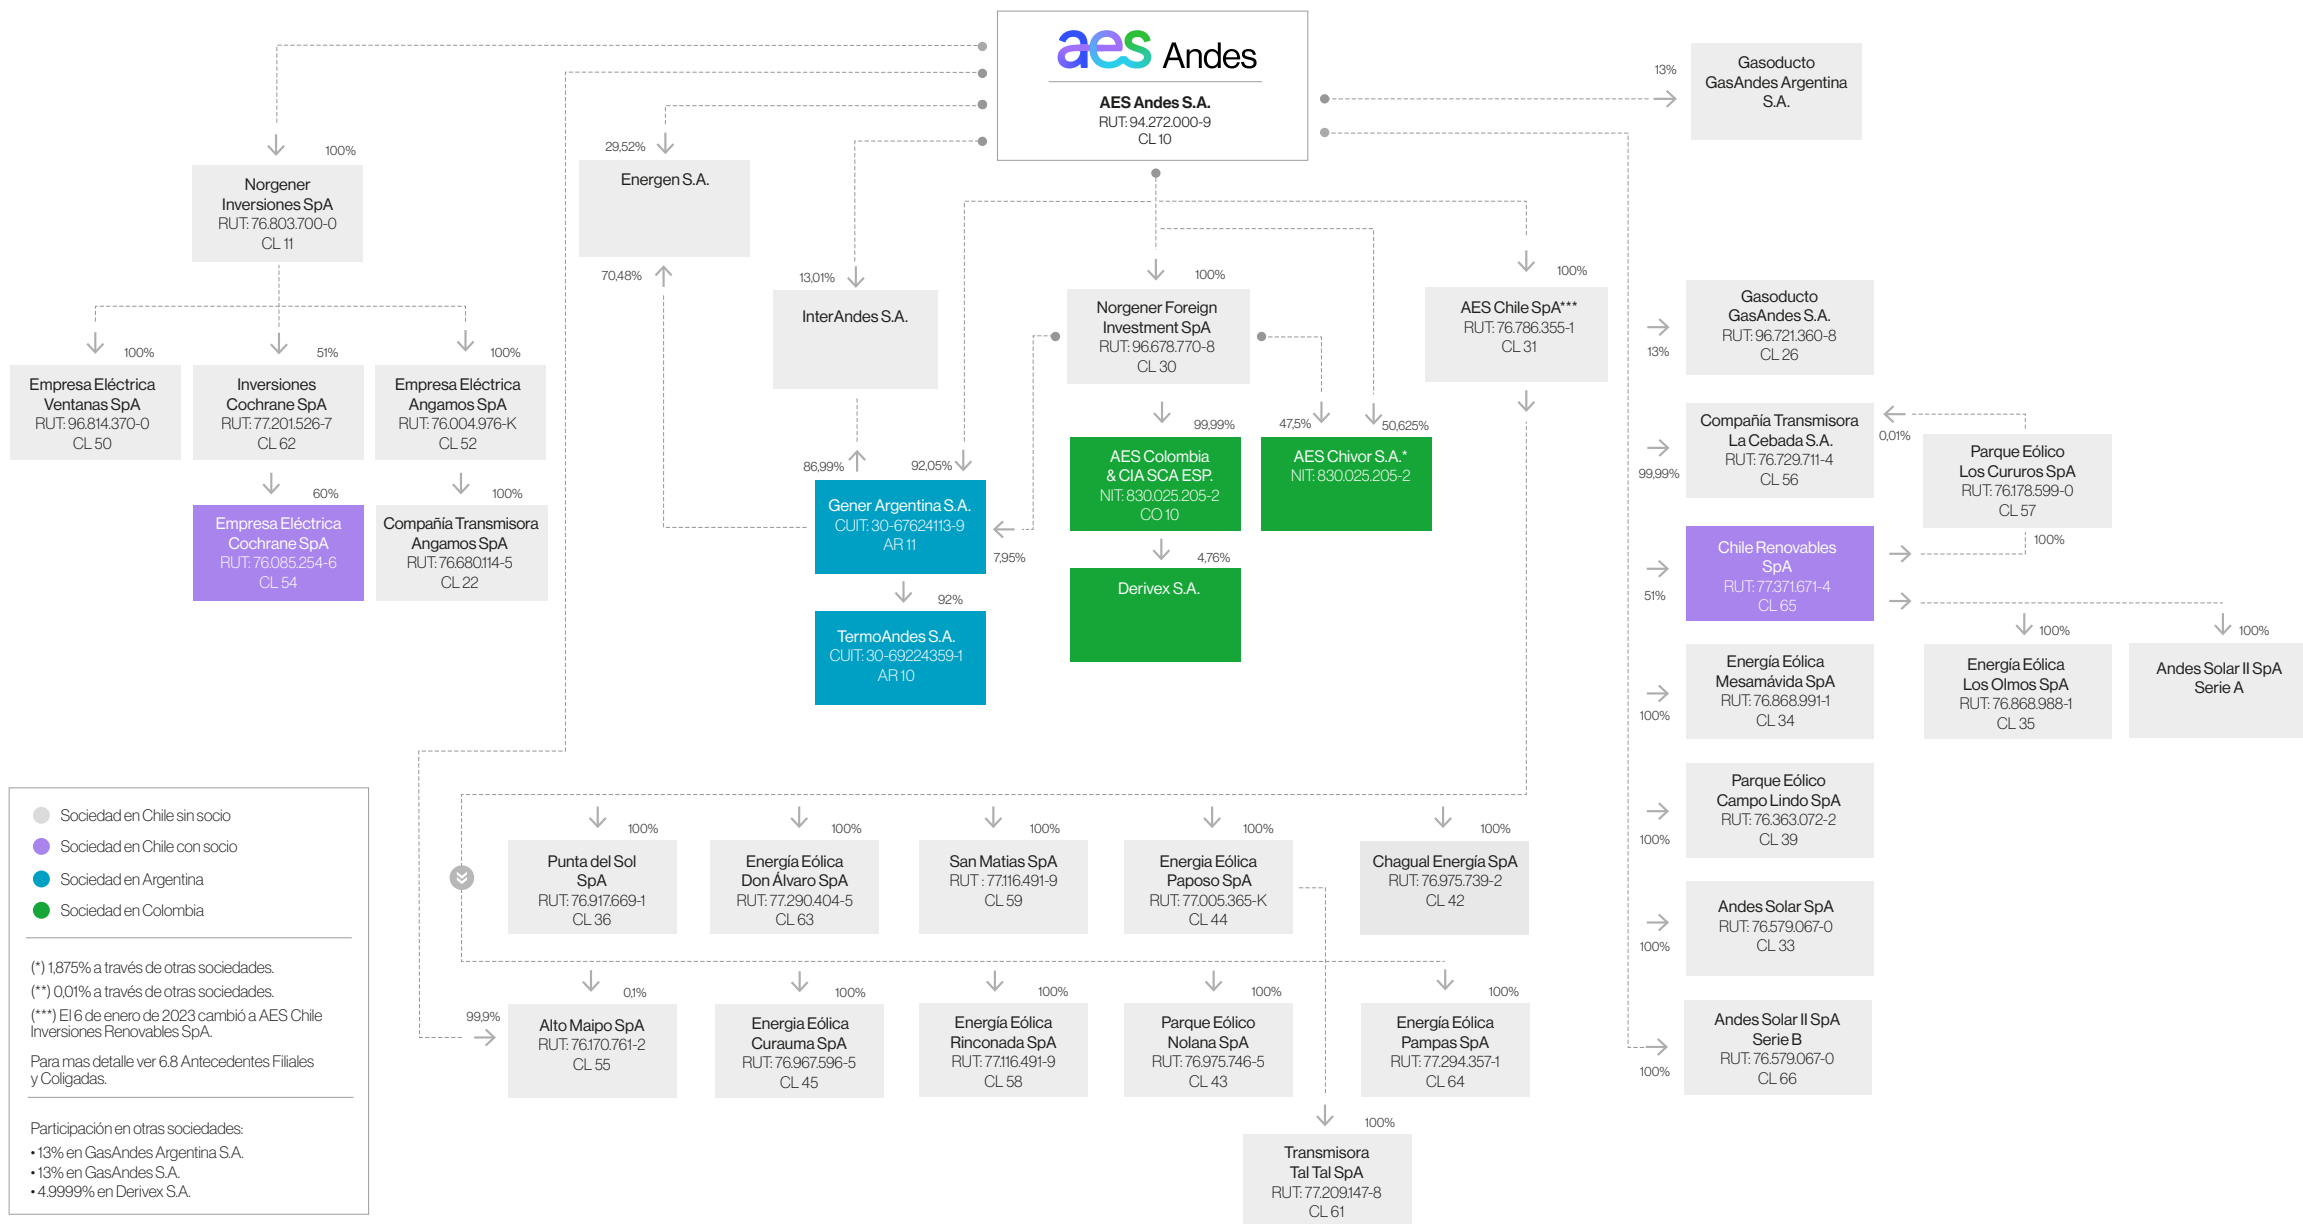 aes Andes
AES Andes S.A.
RUT: 94.272.000-9
CL 10
13%
Gasoducto
GasAndes Argentina
S.A.
100%
Norgener
Inversiones SpA
RUT: 76.803.700-0
CL 11
29,52%
Energen S.A.
70,48%
13,01%
InterAndes S.A.
100%
Norgener Foreign
Investment SpA
RUT: 96.678.770-8
CL 30
100%
AES Chile SpA***
RUT: 76.786.355-1
CL 31
13%
Gasoducto
GasAndes S.A.
RUT: 96.721.360-8
CL 26
100%
Empresa Eléctrica
Ventanas SpA
RUT: 96.814.370-0
CL 50
51%
Inversiones
Cochrane SpA
RUT: 77.201.526-7
CL 62
100%
Empresa Eléctrica
Angamos SpA
RUT: 76.004.976-K
CL 52
60%
Empresa Eléctrica
Cochrane SpA
RUT: 76.085.254-6
CL 54
100%
Compañía Transmisora
Angamos SpA
RUT: 76.680.114-5
CL 22
86,99%
92,05%
Gener Argentina S.A.
CUIT: 30-67624113-9
AR 11
7,95%
92%
TermoAndes S.A.
CUIT: 30-69224359-1
AR 10
99,99%
AES Colombia
& CIA SCA ESP.
NIT: 830.025.205-2
CO 10
47,5%
50,625%
AES Chivor S.A.*
NIT: 830.025.205-2
4,76%
Derivex S.A.
99,99%
Compañía Transmisora
La Cebada S.A.
RUT: 76.729.711-4
CL 56
0,01%
Parque Eólico
Los Cururos SpA
RUT: 76.178.599-0
CL 57
100%
51%
Chile Renovables
SpA
RUT: 77.371.671-4
CL 65
100%
Energía Eólica
Mesamávida SpA
RUT: 76.868.991-1
CL 34
100%
Energía Eólica
Los Olmos SpA
RUT: 76.868.988-1
CL 35
100%
Andes Solar II SpA
Serie A
100%
Parque Eólico
Campo Lindo SpA
RUT: 76.363.072-2
CL 39
100%
Andes Solar SpA
RUT: 76.579.067-0
CL 33
100%
Andes Solar II SpA
Serie B
RUT: 76.579.067-0
CL 66
100%
Punta del Sol
SpA
RUT: 76.917.669-1
CL 36
100%
Energía Eólica
Don Álvaro SpA
RUT: 77.290.404-5
CL 63
100%
San Matias SpA
RUT : 77.116.491-9
CL 59
100%
Energia Eólica
Paposo SpA
RUT: 77.005.365-K
CL 44
100%
Chagual Energía SpA
RUT: 76.975.739-2
CL 42
99,9%
0,1%
Alto Maipo SpA
RUT: 76.170.761-2
CL 55
100%
Energia Eólica
Curauma SpA
RUT: 76.967.596-5
CL 45
100%
Energía Eólica
Rinconada SpA
RUT: 77.116.491-9
CL 58
100%
Parque Eólico
Nolana SpA
RUT: 76.975.746-5
CL 43
100%
Energía Eólica
Pampas SpA
RUT: 77.294.357-1
CL 64
100%
Transmisora
Tal Tal SpA
RUT: 77.209.147-8
CL 61
Sociedad en Chile sin socio
Sociedad en Chile con socio
Sociedad en Argentina
Sociedad en Colombia
(*) 1,875% a través de otras sociedades.
(**) 0,01% a través de otras sociedades.
(***) El 6 de enero de 2023 cambió a AES Chile
Inversiones Renovables SpA.
Para mas detalle ver 6.8 Antecedentes Filiales
y Coligadas.
Participación en otras sociedades:
• 13% en GasAndes Argentina S.A.
• 13% en GasAndes S.A.
• 4.9999% en Derivex S.A.